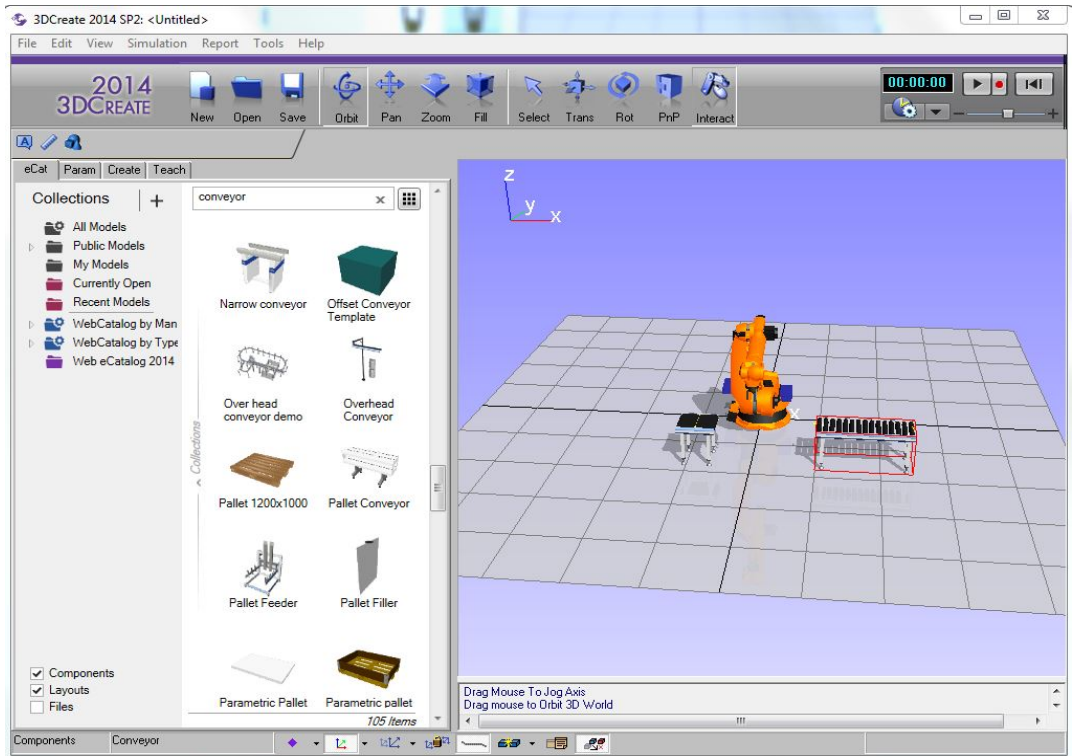 3DCreate 2014 SP2: <Untitled>
File Edit View Simulation Report Tools Help
2014
3DCREATE
New Open Save Orbit Pan Zoom Fill Select Trans Rot PnP Interact
00:00:00
A
eCat Param Create Teach
Collections +
conveyor x
All Models
Public Models
My Models
Currently Open
Recent Models
WebCatalog by Man
WebCatalog by Type
Web eCatalog 2014
Narrow conveyor
Offset Conveyor
Template
Over head
conveyor demo
Overhead
Conveyor
Pallet 1200x1000
Pallet Conveyor
Pallet Feeder
Pallet Filler
Parametric Pallet
Parametric pallet
105 Items
Collections
z
y
x
x
Components
Layouts
Files
Drag Mouse To Jog Axis
Drag mouse to Orbit 3D World
Components Conveyor